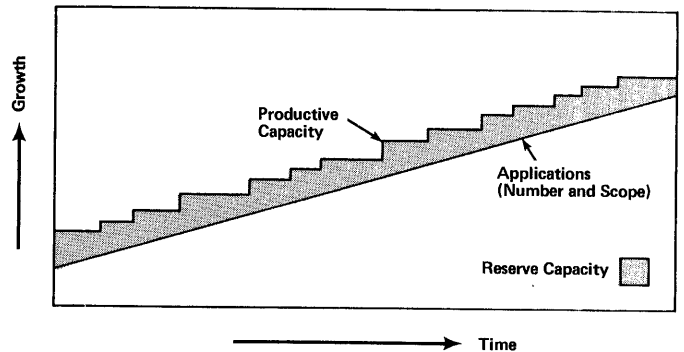 Growth
Productive
Capacity
Applications
(Number and Scope)
Reserve Capacity
Time